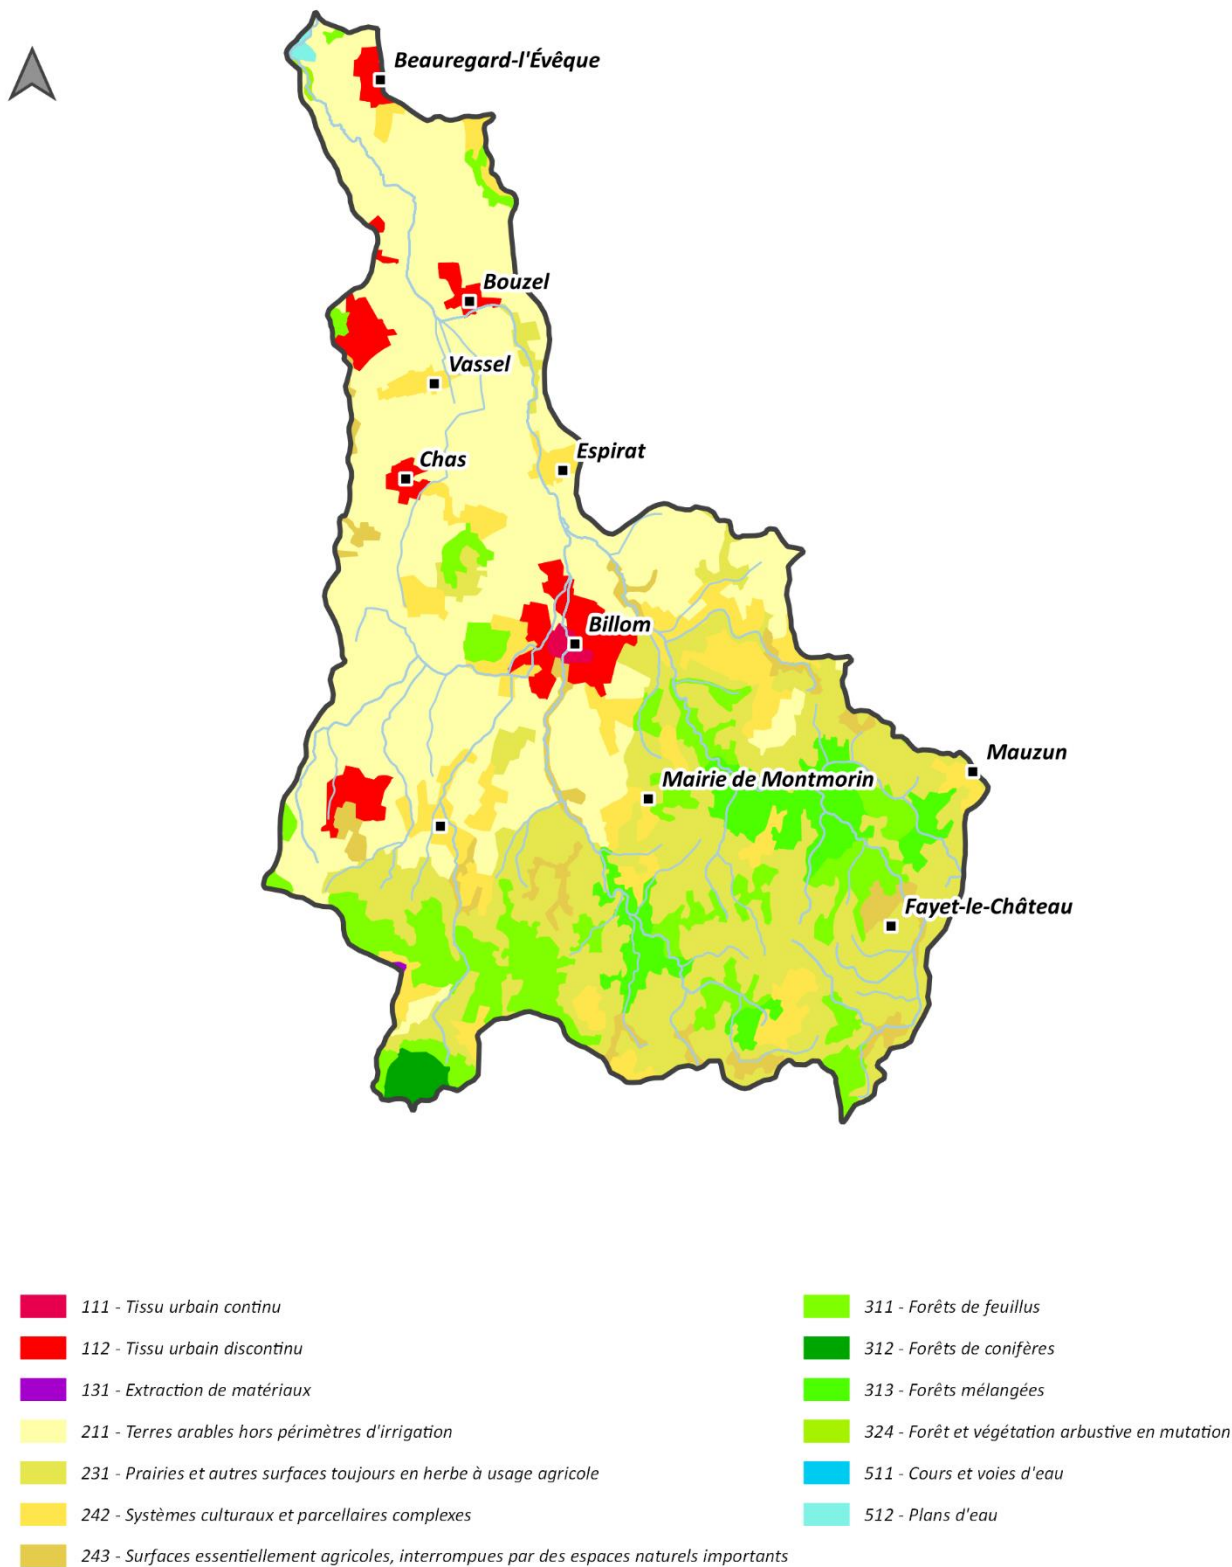 Beauregard-l'Évêque
Bouzel
Vassel
Espirat
Chas
Billom
Mauzun
Mairie de Montmorin
Fayet-le-Château
111 - Tissu urbain continu
112 - Tissu urbain discontinu
131 - Extraction de matériaux
211 - Terres arables hors périmètres d'irrigation
231 - Prairies et autres surfaces toujours en herbe à usage agricole
242 - Systèmes culturaux et parcellaires complexes
243 - Surfaces essentiellement agricoles, interrompues par des espaces naturels importants
311 - Forêts de feuillus
312 - Forêts de conifères
313 - Forêts mélangées
324 - Forêt et végétation arbustive en mutation
511 - Cours et voies d'eau
512 - Plans d'eau